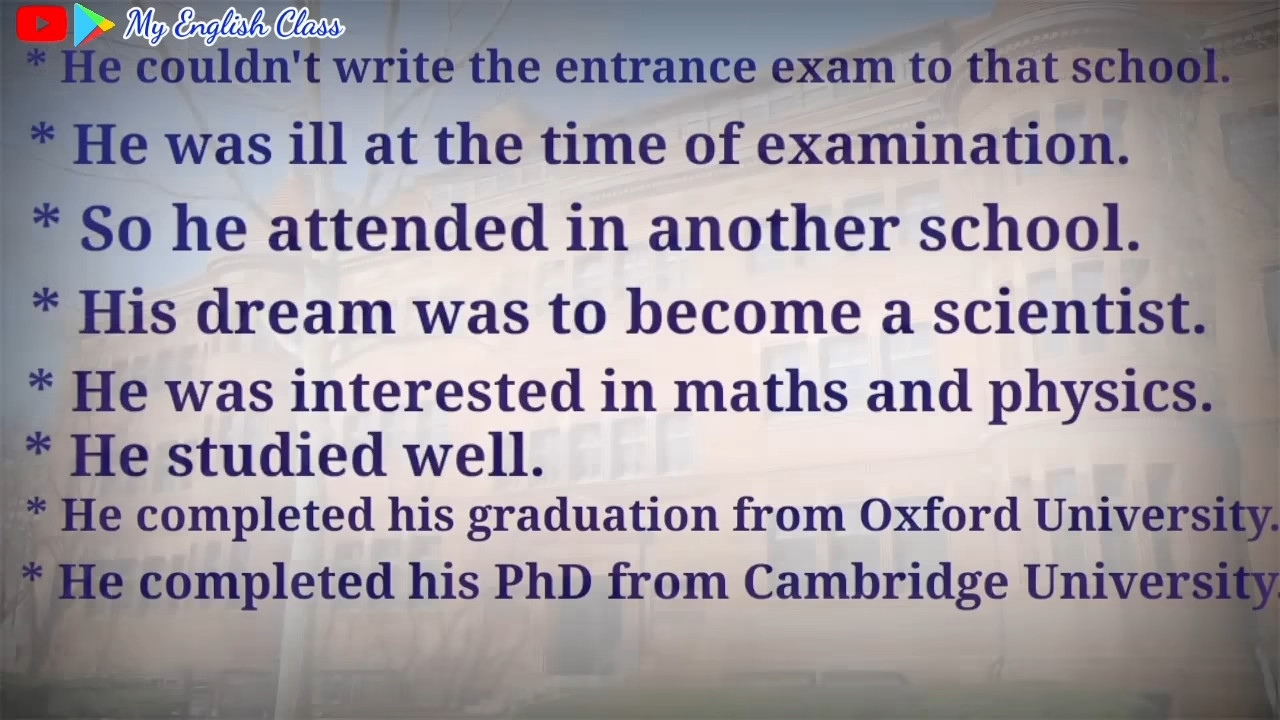 My English Class
* He couldn't write the entrance exam to that school.
* He was ill at the time of examination.
* So he attended in another school.
* His dream was to become a scientist.
* He was interested in maths and physics.
* He studied well.
* He completed his graduation from Oxford University.
* He completed his PhD from Cambridge University.